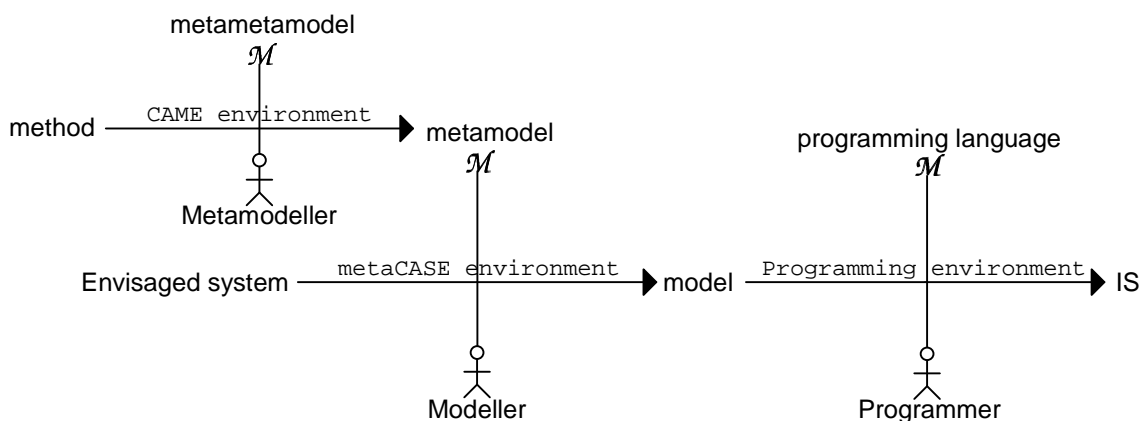 metametamodel
ℳ
CAME environment
method
metamodel
ℳ
programming language
ℳ
Metamodeller
metaCASE environment
Programming environment
Envisaged system
model
IS
Modeller
Programmer